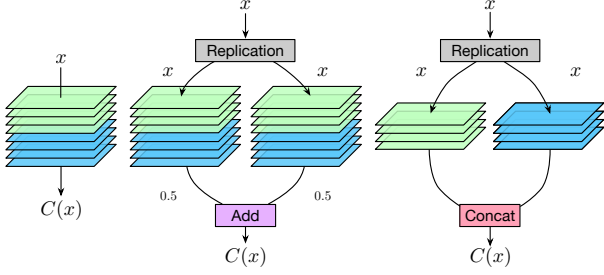 x
C(x)
x
Replication
x
x
0.5
0.5
Add
C(x)
x
Replication
x
x
Concat
C(x)